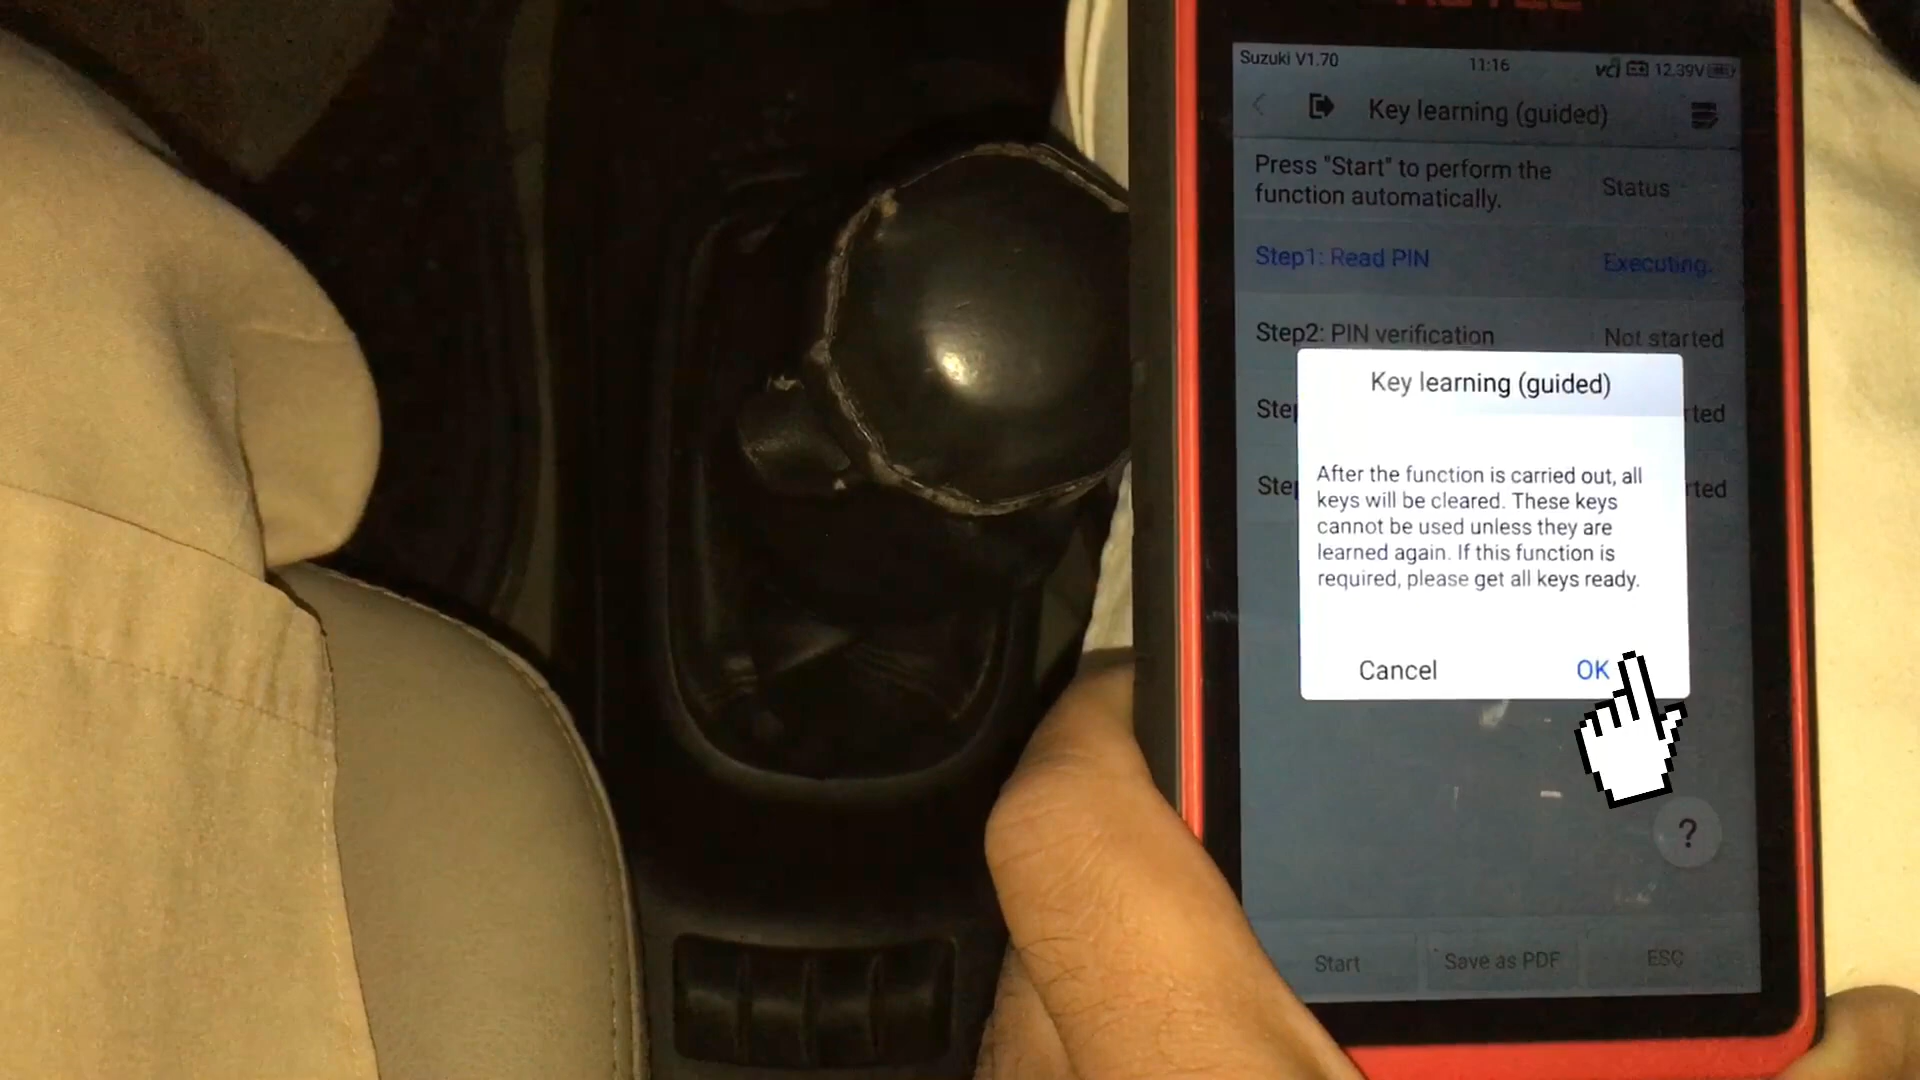 Suzuki V1.70 11:16 vci 12.39V
Key learning (guided)
Press "Start" to perform the function automatically. Status
Step1: Read PIN Executing.
Step2: PIN verification Not started
Key learning (guided)
After the function is carried out, all
keys will be cleared. These keys
cannot be used unless they are
learned again. If this function is
required, please get all keys ready.
Cancel OK
?
Start Save as PDF ESC